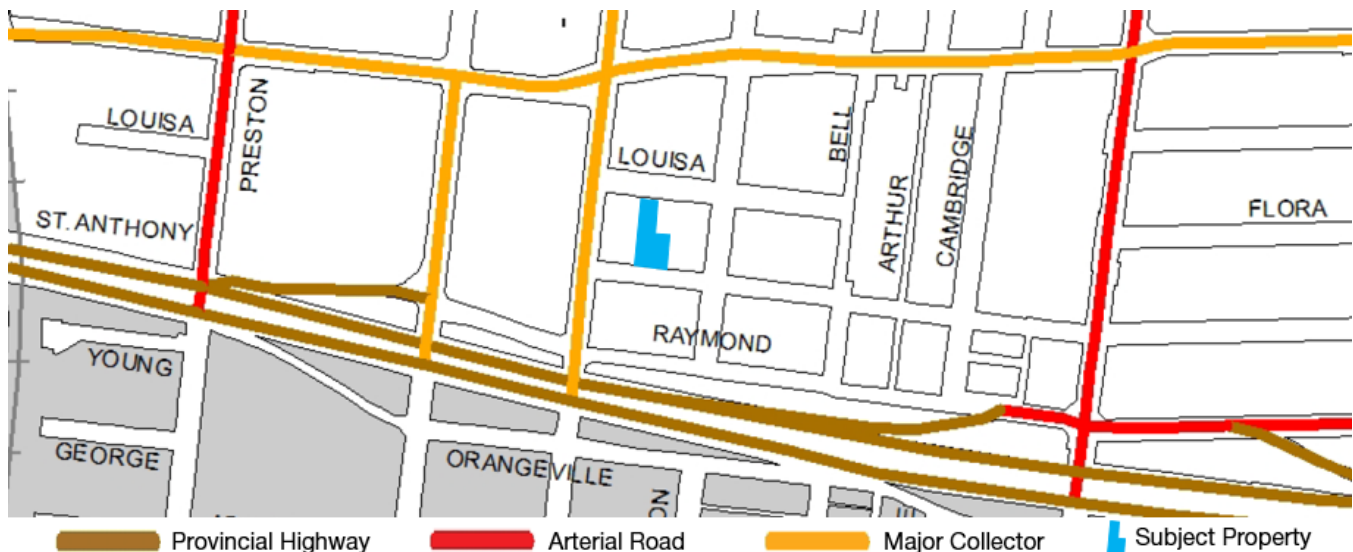 PRESTON
LOUISA
LOUISA
BELL
ARTHUR
CAMBRIDGE
FLORA
ST. ANTHONY
RAYMOND
YOUNG
GEORGE
ORANGEVILLE
Provincial Highway
Arterial Road
Major Collector
Subject Property